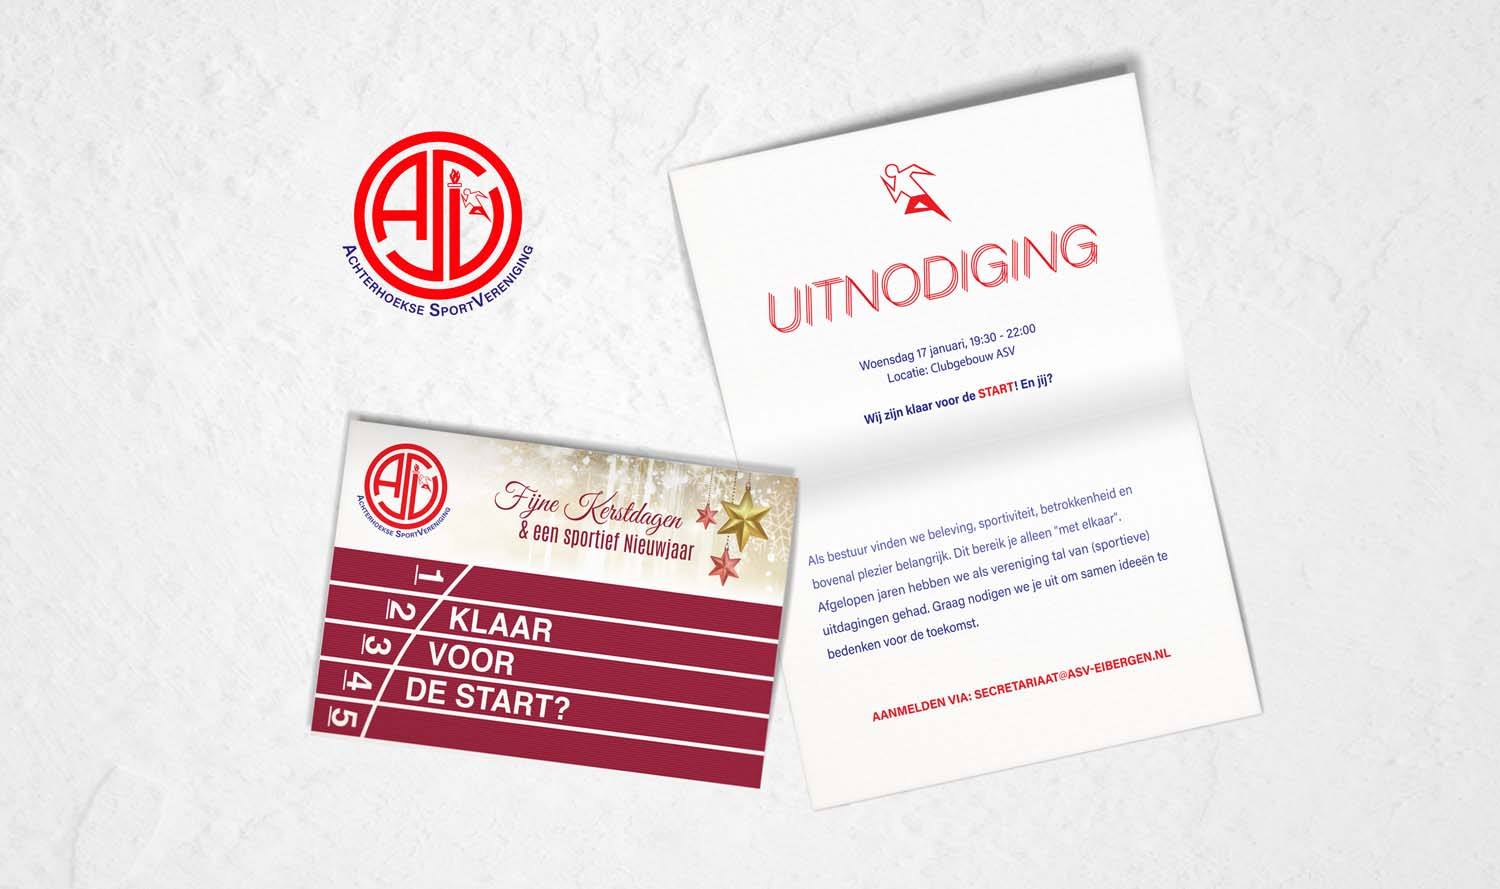 ASV
ACHTERHOEKSE SPORTVERENIGING
UITNODIGING
Woensdag 17 januari, 19:30 - 22:00
Locatie: Clubgebouw ASV
Wij zijn klaar voor de START! En jij?
Als bestuur vinden we beleving, sportiviteit, betrokkenheid en
bovenal plezier belangrijk. Dit bereik je alleen "met elkaar".
Afgelopen jaren hebben we als vereniging tal van (sportieve)
uitdagingen gehad. Graag nodigen we je uit om samen ideeën te
bedenken voor de toekomst.
AANMELDEN VIA: SECRETARIAAT@ASV-EIBERGEN.NL
ASV
ACHTERHOEKSE SPORTVERENIGING
Fijne Kerstdagen
& een sportief Nieuwjaar
1
2 KLAAR
3 VOOR
4 DE START?
5